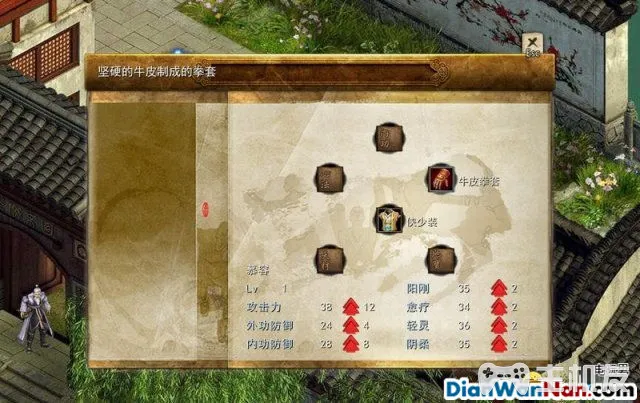 坚硬的牛皮制成的拳套
Esc
牛皮拳套
侠少装
慕容
Lv 1
攻击力 38 12
外功防御 24 4
内功防御 28 8
阳刚 35 2
愈疗 34 2
轻灵 36 2
阴柔 35 2
DianWanNan.com